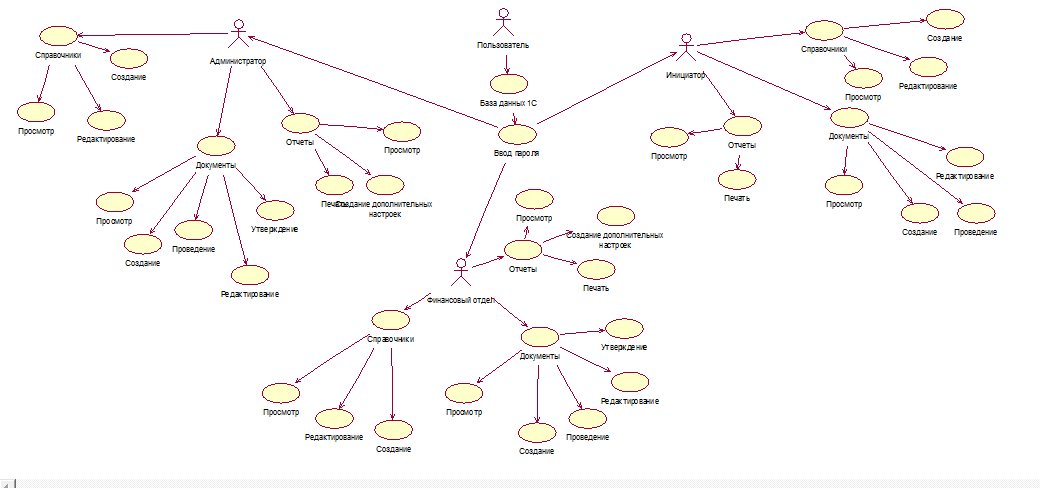 Пользователь
Справочники
Создание
Просмотр
Редактирование
Администратор
База данных 1С
Ввод пароля
Инициатор
Справочники
Создание
Просмотр
Редактирование
Документы
Просмотр
Создание
Проведение
Редактирование
Утверждение
Отчеты
Просмотр
Печать
Создание дополнительных
настроек
Отчеты
Просмотр
Печать
Документы
Редактирование
Просмотр
Создание
Проведение
Просмотр
Создание дополнительных
настроек
Отчеты
Печать
Финансовый отдел
Справочники
Просмотр
Редактирование
Создание
Документы
Утверждение
Редактирование
Просмотр
Создание
Проведение